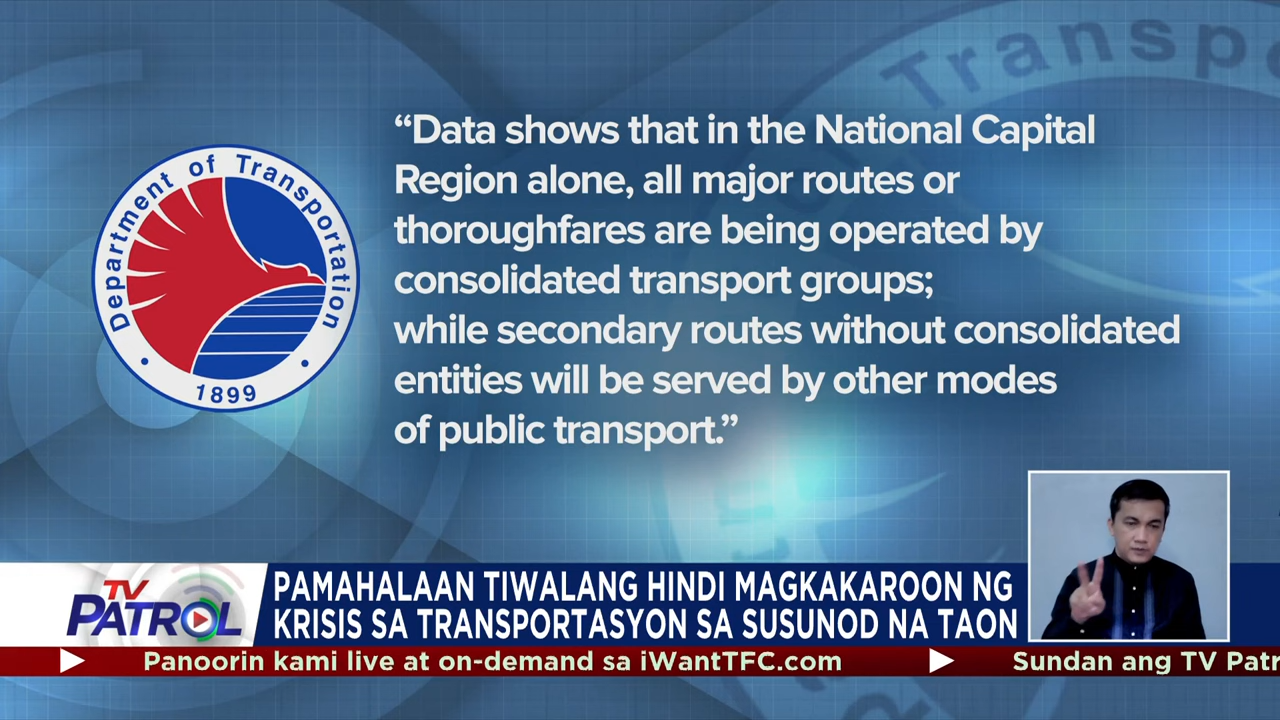 Transpo
Department of Transportation
1899
“Data shows that in the National Capital
Region alone, all major routes or
thoroughfares are being operated by
consolidated transport groups;
while secondary routes without consolidated
entities will be served by other modes
of public transport.”
TV
PATROL
PAMAHALAAN TIWALANG HINDI MAGKAKAROON NG
KRISIS SA TRANSPORTASYON SA SUSUNOD NA TAON
Panoorin kami live at on-demand sa iWantTFC.com
Sundan ang TV Patr